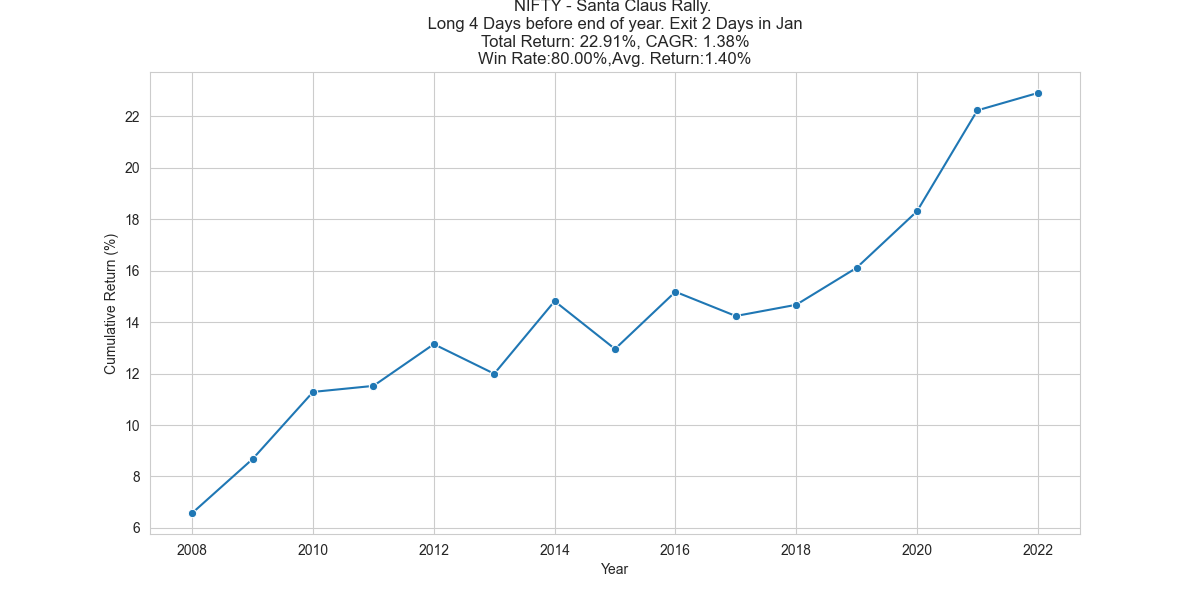 NIFTY - Santa Claus Rally.
Long 4 Days before end of year. Exit 2 Days in Jan
Total Return: 22.91%, CAGR: 1.38%
Win Rate:80.00%,Avg. Return:1.40%
Cumulative Return (%)
22
20
18
16
14
12
10
8
6
2008 2010 2012 2014 2016 2018 2020 2022
Year